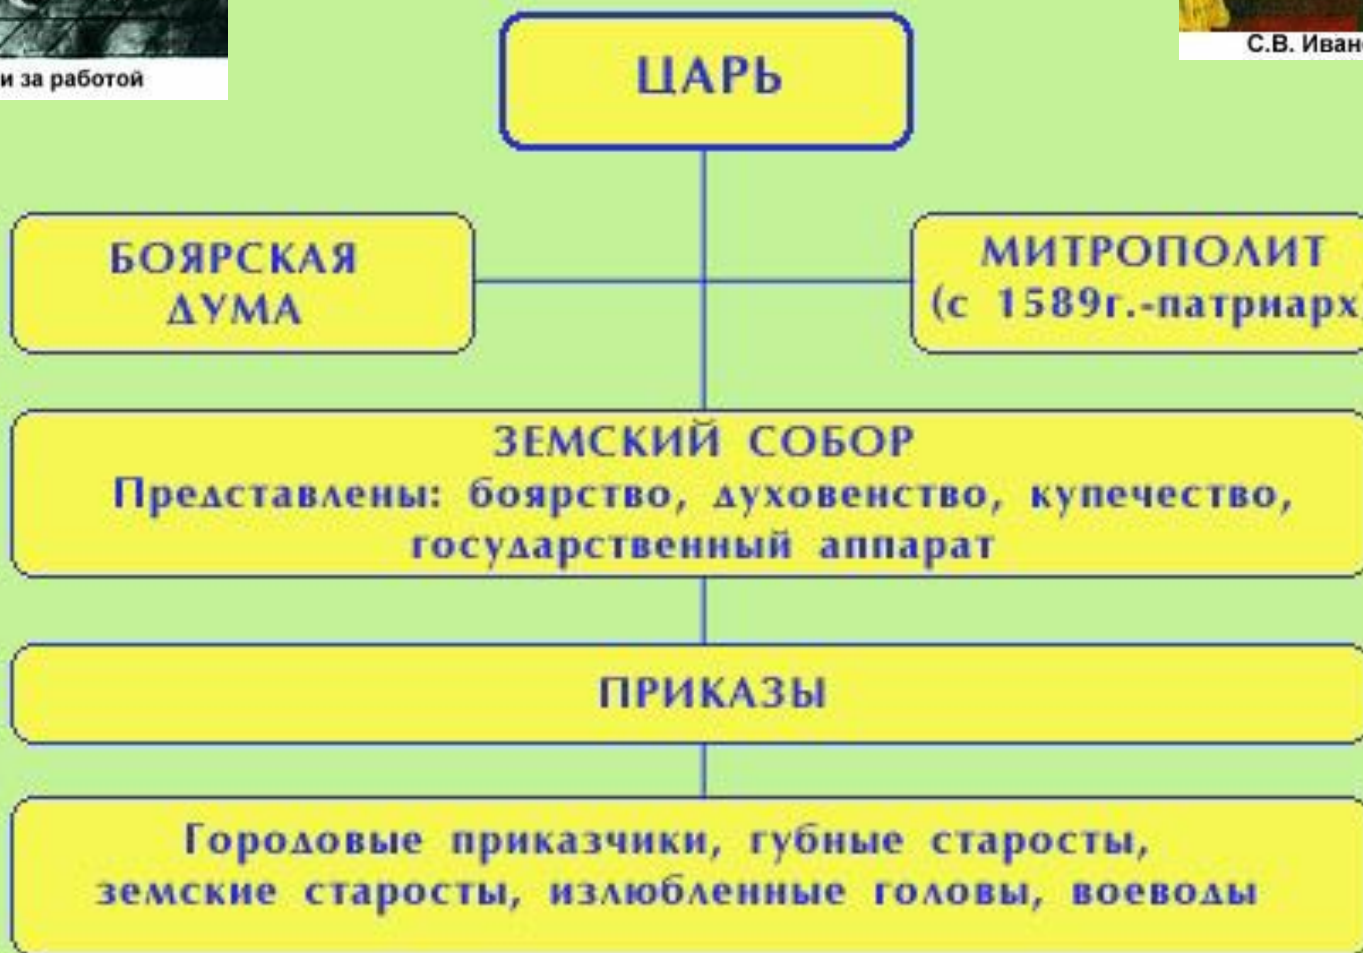 и за работой
С.В. Иван
ЦАРЬ
БОЯРСКАЯ
ДУМА
МИТРОПОЛИТ
(с 1589г.-патриарх
ЗЕМСКИЙ СОБОР
Представлены: боярство, духовенство, купечество,
государственный аппарат
ПРИКАЗЫ
Городовые приказчики, губные старосты,
земские старосты, излюбленные головы, воеводы